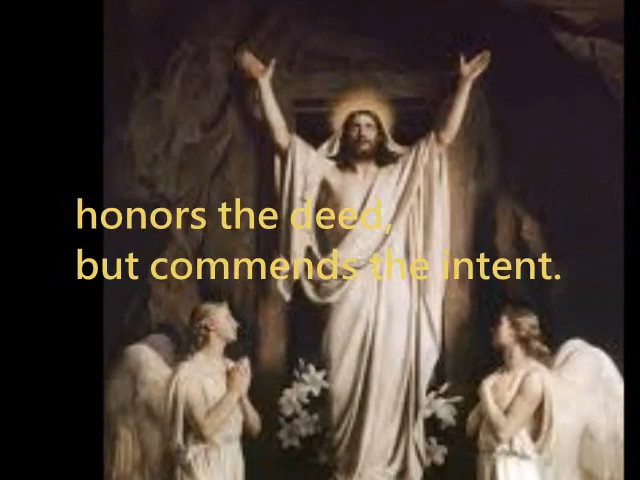 honors the deed,
but commends the intent.